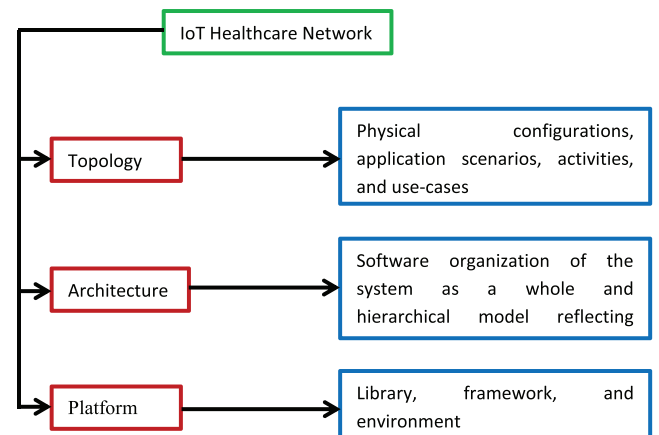 IoT Healthcare Network
Topology
Physical configurations,
application scenarios, activities,
and use-cases
Architecture
Software organization of the
system as a whole and
hierarchical model reflecting
Platform
Library, framework, and
environment